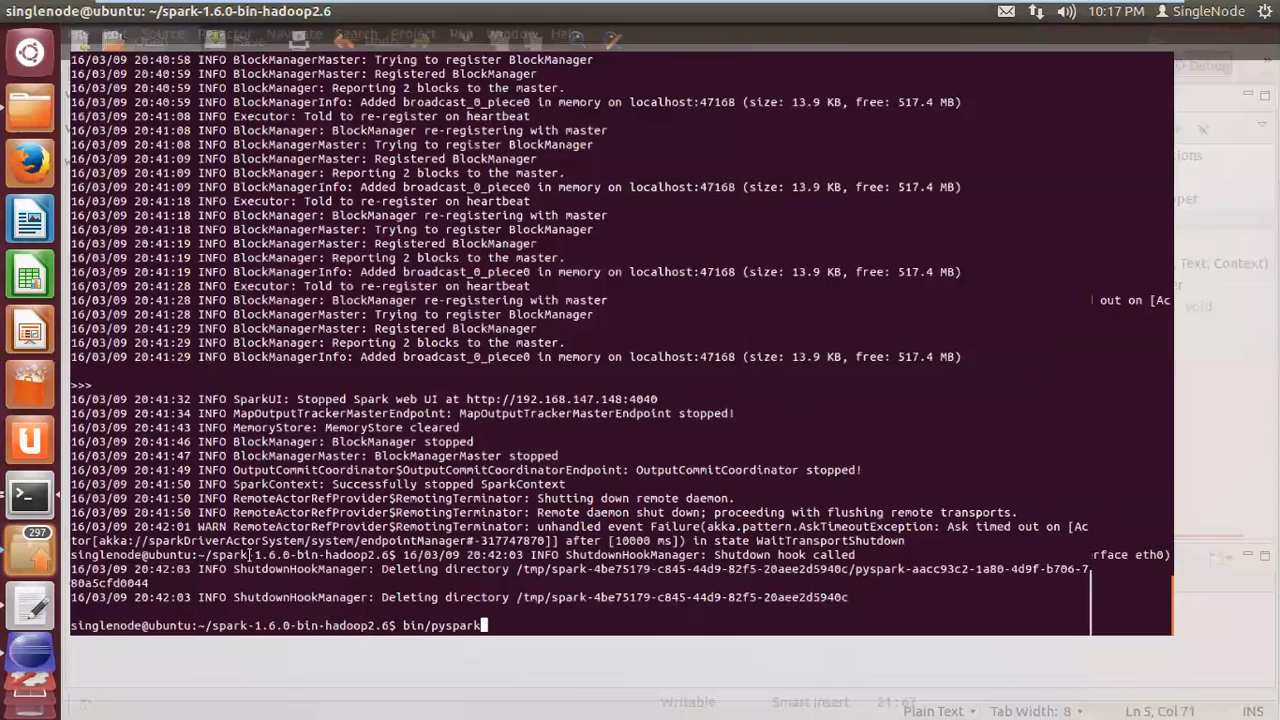 singlenode@ubuntu: ~/spark-1.6.0-bin-hadoop2.6
10:17 PM
SingleNode
Source Refactor Navigate Search Project Run Window
Debug
16/03/09 20:40:58 INFO BlockManagerMaster: Trying to register BlockManager
16/03/09 20:40:59 INFO BlockManagerMaster: Registered BlockManager
16/03/09 20:40:59 INFO BlockManager: Reporting 2 blocks to the master.
16/03/09 20:40:59 INFO BlockManagerInfo: Added broadcast_0_piece0 in memory on localhost:47168 (size: 13.9 KB, free: 517.4 MB)
16/03/09 20:41:08 INFO Executor: Told to re-register on heartbeat
16/03/09 20:41:08 INFO BlockManager: BlockManager re-registering with master
16/03/09 20:41:08 INFO BlockManagerMaster: Trying to register BlockManager
16/03/09 20:41:09 INFO BlockManagerMaster: Registered BlockManager
16/03/09 20:41:09 INFO BlockManager: Reporting 2 blocks to the master.
16/03/09 20:41:09 INFO BlockManagerInfo: Added broadcast_0_piece0 in memory on localhost:47168 (size: 13.9 KB, free: 517.4 MB)
16/03/09 20:41:18 INFO Executor: Told to re-register on heartbeat
16/03/09 20:41:18 INFO BlockManager: BlockManager re-registering with master
16/03/09 20:41:19 INFO BlockManagerMaster: Trying to register BlockManager
16/03/09 20:41:19 INFO BlockManagerMaster: Registered BlockManager
16/03/09 20:41:19 INFO BlockManager: Reporting 2 blocks to the master.
16/03/09 20:41:19 INFO BlockManagerInfo: Added broadcast_0_piece0 in memory on localhost:47168 (size: 13.9 KB, free: 517.4 MB)
16/03/09 20:41:28 INFO Executor: Told to re-register on heartbeat
16/03/09 20:41:28 INFO BlockManager: BlockManager re-registering with master
16/03/09 20:41:28 INFO BlockManagerMaster: Trying to register BlockManager
16/03/09 20:41:29 INFO BlockManagerMaster: Registered BlockManager
16/03/09 20:41:29 INFO BlockManager: Reporting 2 blocks to the master.
16/03/09 20:41:29 INFO BlockManagerInfo: Added broadcast_0_piece0 in memory on localhost:47168 (size: 13.9 KB, free: 517.4 MB)
out on [Ac
Text, Context)
void
>>>
16/03/09 20:41:32 INFO SparkUI: Stopped Spark web UI at http://192.168.147.148:4040
16/03/09 20:41:34 INFO MapOutputTrackerMasterEndpoint: MapOutputTrackerMasterEndpoint stopped!
16/03/09 20:41:43 INFO MemoryStore: MemoryStore cleared
16/03/09 20:41:46 INFO BlockManager: BlockManager stopped
16/03/09 20:41:47 INFO BlockManagerMaster: BlockManagerMaster stopped
16/03/09 20:41:49 INFO OutputCommitCoordinator$OutputCommitCoordinatorEndpoint: OutputCommitCoordinator stopped!
16/03/09 20:41:50 INFO SparkContext: Successfully stopped SparkContext
16/03/09 20:41:50 INFO RemoteActorRefProvider$RemotingTerminator: Shutting down remote daemon.
16/03/09 20:41:50 INFO RemoteActorRefProvider$RemotingTerminator: Remote daemon shut down; proceeding with flushing remote transports.
16/03/09 20:42:01 WARN RemoteActorRefProvider$RemotingTerminator: unhandled event Failure(akka.pattern.AskTimeoutException: Ask timed out on [Ac
tor[akka://sparkDriverActorSystem/system/endpointManager#-317747870]] after [10000 ms]) in state WaitTransportShutdown
singlenode@ubuntu:~/spark-1.6.0-bin-hadoop2.6$ 16/03/09 20:42:03 INFO ShutdownHookManager: Shutdown hook called
rface eth0)
16/03/09 20:42:03 INFO ShutdownHookManager: Deleting directory /tmp/spark-4be75179-c845-44d9-82f5-20aee2d5940c/pyspark-aacc93c2-1a80-4d9f-b706-7
80a5cfd0044
16/03/09 20:42:03 INFO ShutdownHookManager: Deleting directory /tmp/spark-4be75179-c845-44d9-82f5-20aee2d5940c
singlenode@ubuntu:~/spark-1.6.0-bin-hadoop2.6$ bin/pyspark
297
Writable
Smart Insert
21:67
Plain Text
Tab Width: 8
Ln 5, Col 71
INS